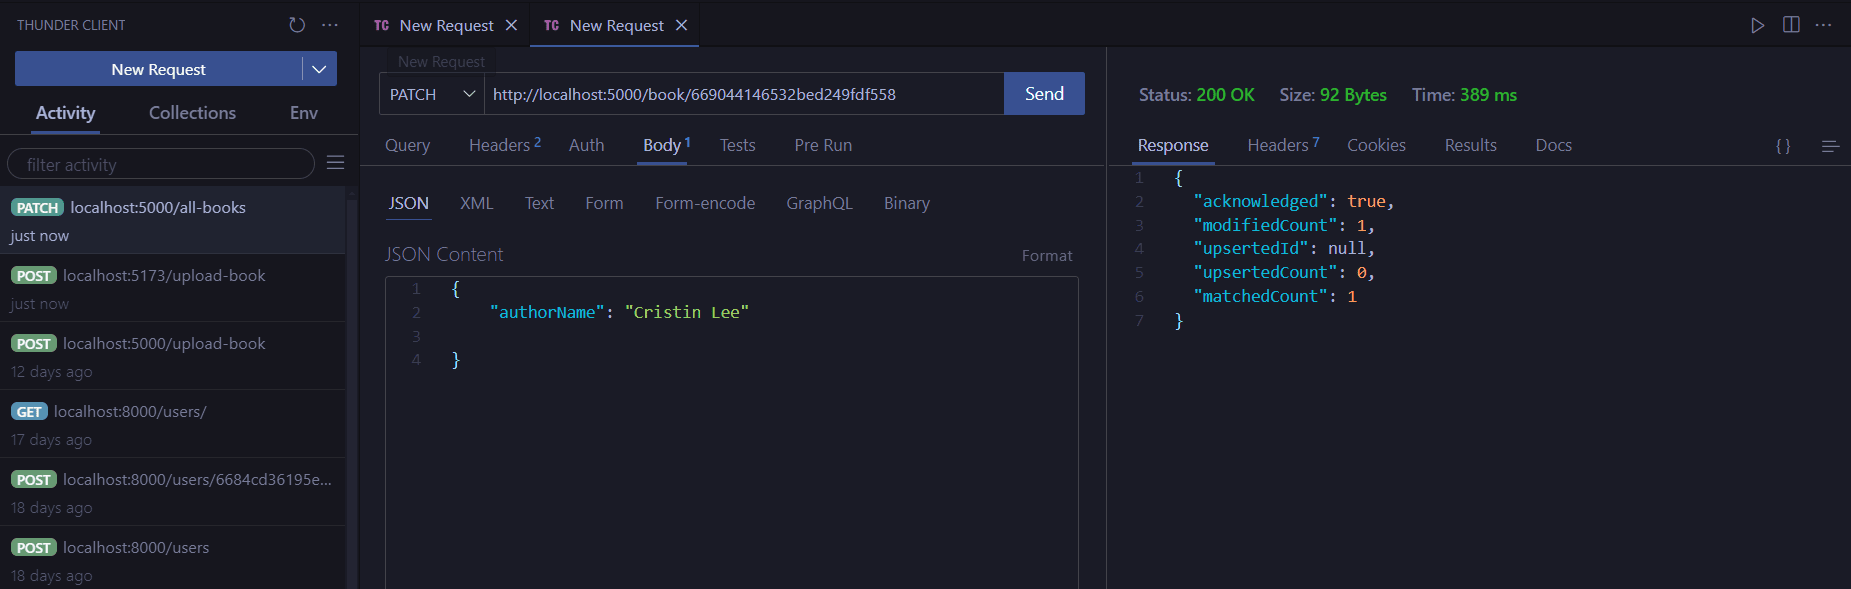 THUNDER CLIENT
New Request
Activity Collections Env
filter activity
PATCH localhost:5000/all-books
just now
POST localhost:5173/upload-book
just now
POST localhost:5000/upload-book
12 days ago
GET localhost:8000/users/
17 days ago
POST localhost:8000/users/6684cd36195e...
18 days ago
POST localhost:8000/users
18 days ago
TC New Request
TC New Request
New Request
PATCH http://localhost:5000/book/669044146532bed249fdf558 Send
Query Headers 2 Auth Body 1 Tests Pre Run
JSON XML Text Form Form-encode GraphQL Binary
JSON Content Format
1 {
2 "authorName": "Cristin Lee"
3
4 }
Status: 200 OK Size: 92 Bytes Time: 389 ms
Response Headers 7 Cookies Results Docs { }
1 {
2 "acknowledged": true,
3 "modifiedCount": 1,
4 "upsertedId": null,
5 "upsertedCount": 0,
6 "matchedCount": 1
7 }